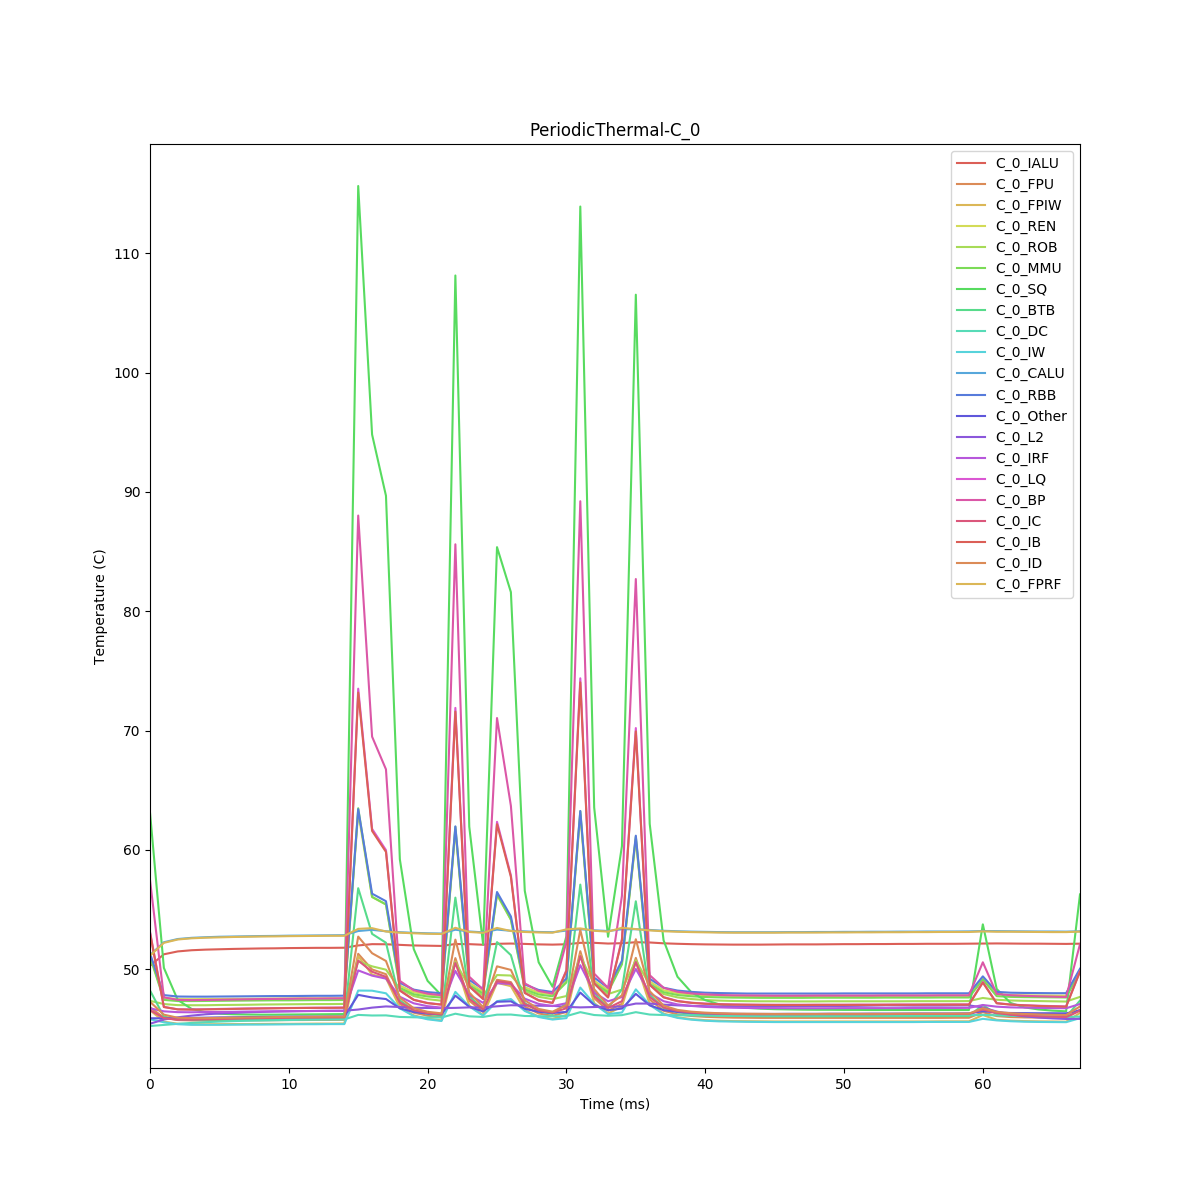 PeriodicThermal-C_0
C_0_IALU
C_0_FPU
C_0_FPIW
C_0_REN
C_0_ROB
C_0_MMU
C_0_SQ
C_0_BTB
C_0_DC
C_0_IW
C_0_CALU
C_0_RBB
C_0_Other
C_0_L2
C_0_IRF
C_0_LQ
C_0_BP
C_0_IC
C_0_IB
C_0_ID
C_0_FPRF
Temperature (C)
110
100
90
80
70
60
50
0 10 20 30 40 50 60
Time (ms)